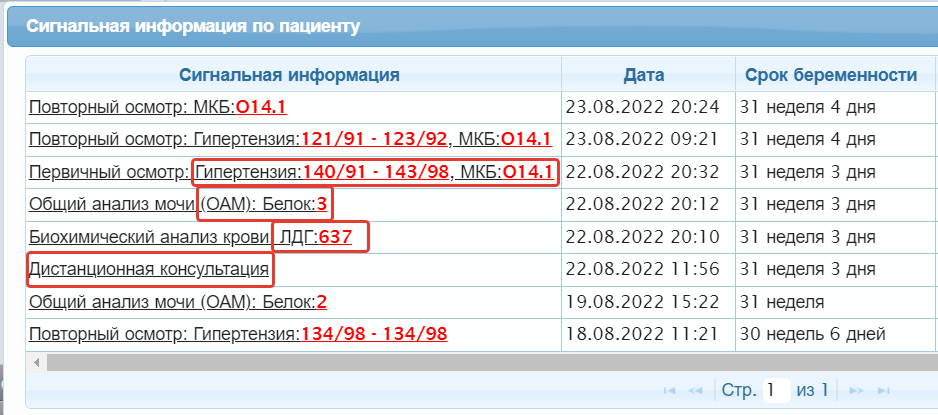 Сигнальная информация по пациенту
Сигнальная информация Дата Срок беременности
Повторный осмотр: МКБ:O14.1 23.08.2022 20:24 31 неделя 4 дня
Повторный осмотр: Гипертензия:121/91 - 123/92, МКБ:O14.1 23.08.2022 09:21 31 неделя 4 дня
Первичный осмотр: Гипертензия:140/91 - 143/98, МКБ:O14.1 22.08.2022 20:32 31 неделя 3 дня
Общий анализ мочи (ОАМ): Белок:3 22.08.2022 20:12 31 неделя 3 дня
Биохимический анализ крови: ЛДГ:637 22.08.2022 20:10 31 неделя 3 дня
Дистанционная консультация 22.08.2022 11:56 31 неделя 3 дня
Общий анализ мочи (ОАМ): Белок:2 19.08.2022 15:22 31 неделя
Повторный осмотр: Гипертензия:134/98 - 134/98 18.08.2022 11:21 30 недель 6 дней
Стр. 1 из 1